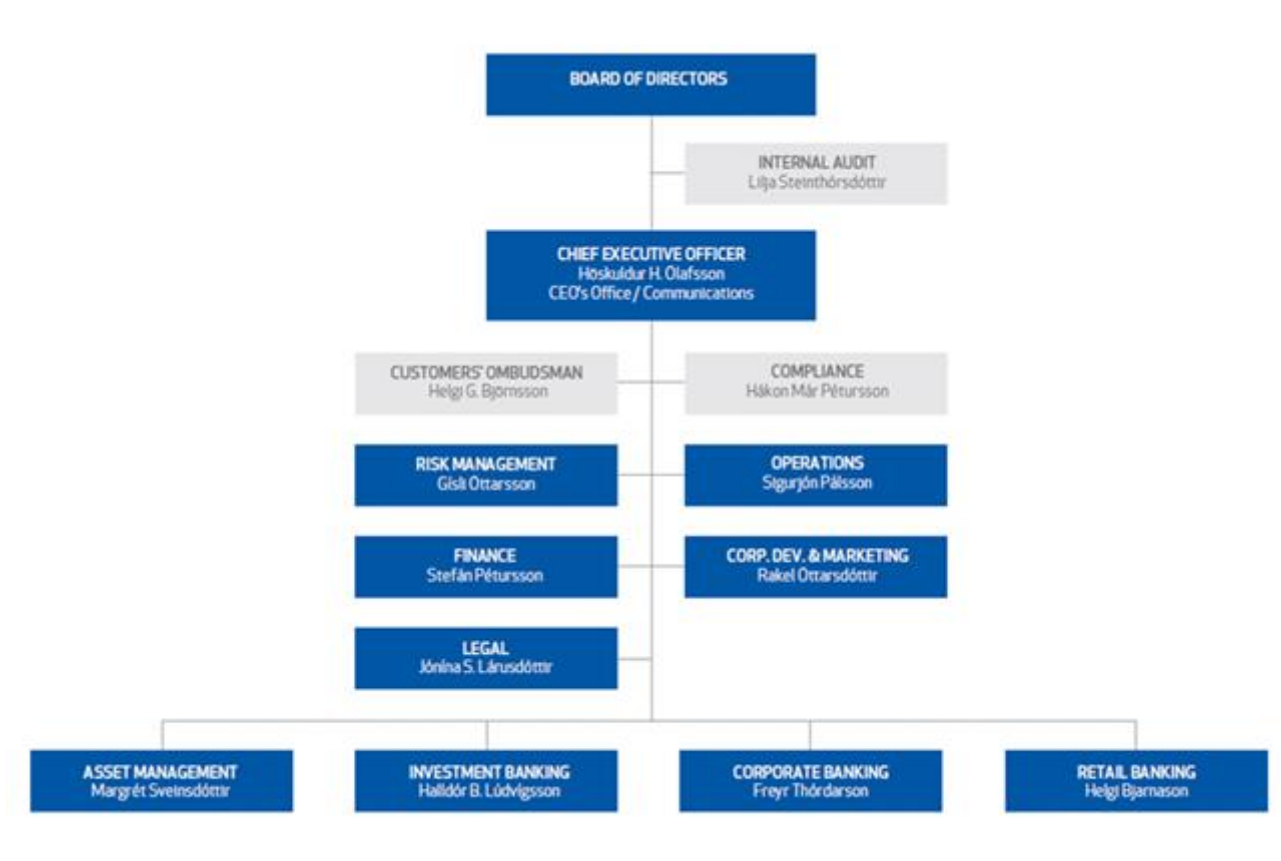 BOARD OF DIRECTORS
INTERNAL AUDIT
Lilja Steinthórsdóttir
CHIEF EXECUTIVE OFFICER
Höskuldur H. Ólafsson
CEO's Office / Communications
CUSTOMERS' OMBUDSMAN
Helgi G. Björnsson
COMPLIANCE
Hákon Már Pétursson
RISK MANAGEMENT
Gísli Óttarsson
OPERATIONS
Sigurjón Pálsson
FINANCE
Stefán Pétursson
CORP. DEV. & MARKETING
Rakel Óttarsdóttir
LEGAL
Jónína S. Lárusdóttir
ASSET MANAGEMENT
Margrét Sveinsdóttir
INVESTMENT BANKING
Halldór B. Lúdvígsson
CORPORATE BANKING
Freyr Thórdarson
RETAIL BANKING
Helgi Bjarnason